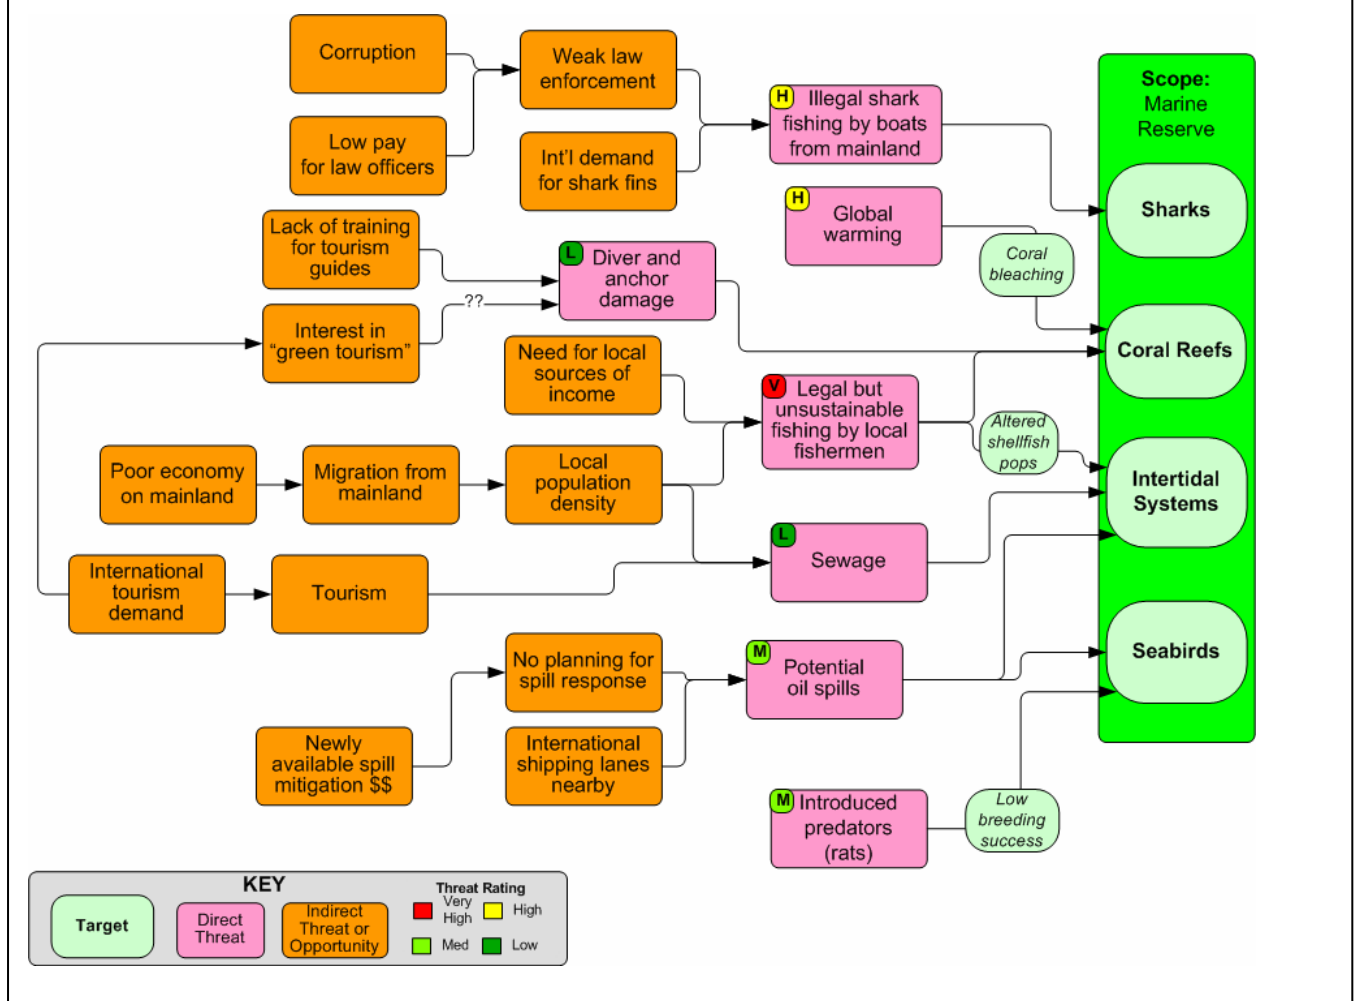 Corruption
Weak law
enforcement
Low pay
for law officers
Int'l demand
for shark fins
H
Illegal shark
fishing by boats
from mainland
Scope:
Marine
Reserve
Sharks
H
Global
warming
Coral
bleaching
Lack of training
for tourism
guides
L
Diver and
anchor
damage
??
Interest in
“green tourism”
Coral Reefs
Need for local
sources of
income
V
Legal but
unsustainable
fishing by local
fishermen
Altered
shellfish
pops
Poor economy
on mainland
Migration from
mainland
Local
population
density
Intertidal
Systems
L
Sewage
International
tourism
demand
Tourism
No planning for
spill response
M
Potential
oil spills
Seabirds
Newly
available spill
mitigation $$
International
shipping lanes
nearby
M
Introduced
predators
(rats)
Low
breeding
success
KEY
Target
Direct
Threat
Indirect
Threat or
Opportunity
Threat Rating
Very
High
High
Med
Low